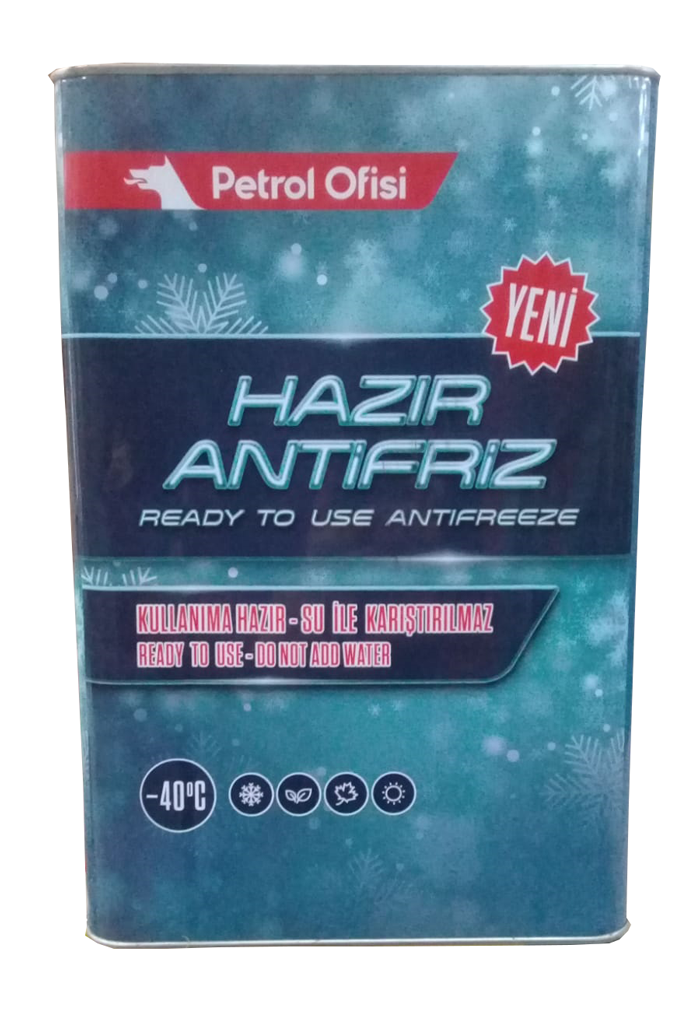 Petrol Ofisi
YENİ
HAZIR
ANTİFRİZ
READY TO USE ANTIFREEZE
KULLANIMA HAZIR - SU İLE KARIŞTIRILMAZ
READY TO USE - DO NOT ADD WATER
-40°C